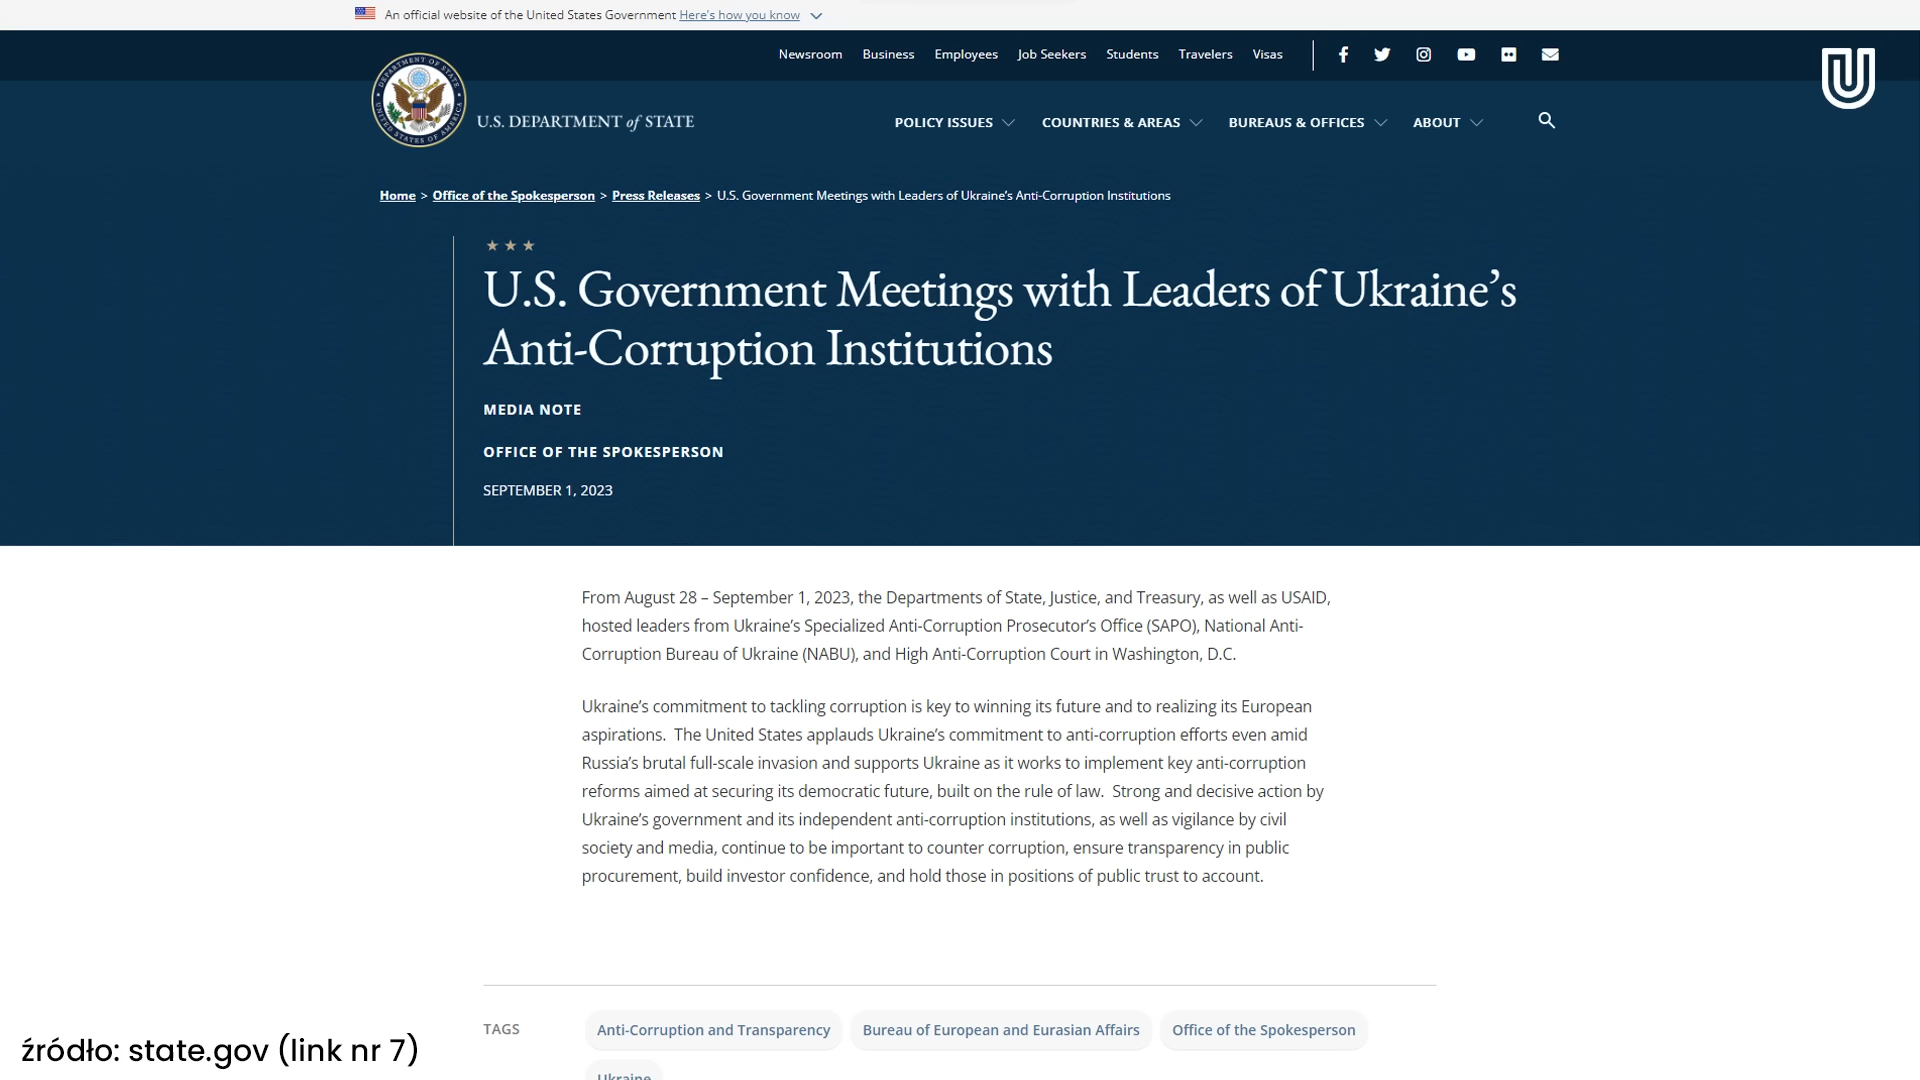 An official website of the United States Government Here's how you know
Newsroom Business Employees Job Seekers Students Travelers Visas
U.S. DEPARTMENT of STATE
POLICY ISSUES COUNTRIES & AREAS BUREAUS & OFFICES ABOUT
Home > Office of the Spokesperson > Press Releases > U.S. Government Meetings with Leaders of Ukraine’s Anti-Corruption Institutions
U.S. Government Meetings with Leaders of Ukraine’s
Anti-Corruption Institutions
MEDIA NOTE
OFFICE OF THE SPOKESPERSON
SEPTEMBER 1, 2023
From August 28 – September 1, 2023, the Departments of State, Justice, and Treasury, as well as USAID,
hosted leaders from Ukraine’s Specialized Anti-Corruption Prosecutor’s Office (SAPO), National Anti-
Corruption Bureau of Ukraine (NABU), and High Anti-Corruption Court in Washington, D.C.
Ukraine’s commitment to tackling corruption is key to winning its future and to realizing its European
aspirations. The United States applauds Ukraine’s commitment to anti-corruption efforts even amid
Russia’s brutal full-scale invasion and supports Ukraine as it works to implement key anti-corruption
reforms aimed at securing its democratic future, built on the rule of law. Strong and decisive action by
Ukraine’s government and its independent anti-corruption institutions, as well as vigilance by civil
society and media, continue to be important to counter corruption, ensure transparency in public
procurement, build investor confidence, and hold those in positions of public trust to account.
TAGS
Anti-Corruption and Transparency Bureau of European and Eurasian Affairs Office of the Spokesperson
Ukraine
źródło: state.gov (link nr 7)